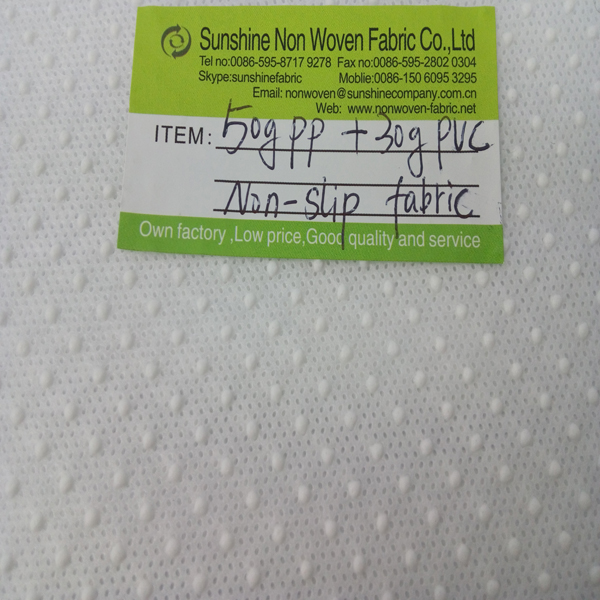 Sunshine Non Woven Fabric Co.,Ltd
Tel no:0086-595-8717 9278 Fax no:0086-595-2802 0304
Skype:sunshinefabric Moblie:0086-150 6095 3295
Email: nonwoven@sunshinecompany.com.cn
Web: www.nonwoven-fabric.net
ITEM: 50g PP + 30g PVC
Non-slip fabric
Own factory ,Low price,Good quality and service